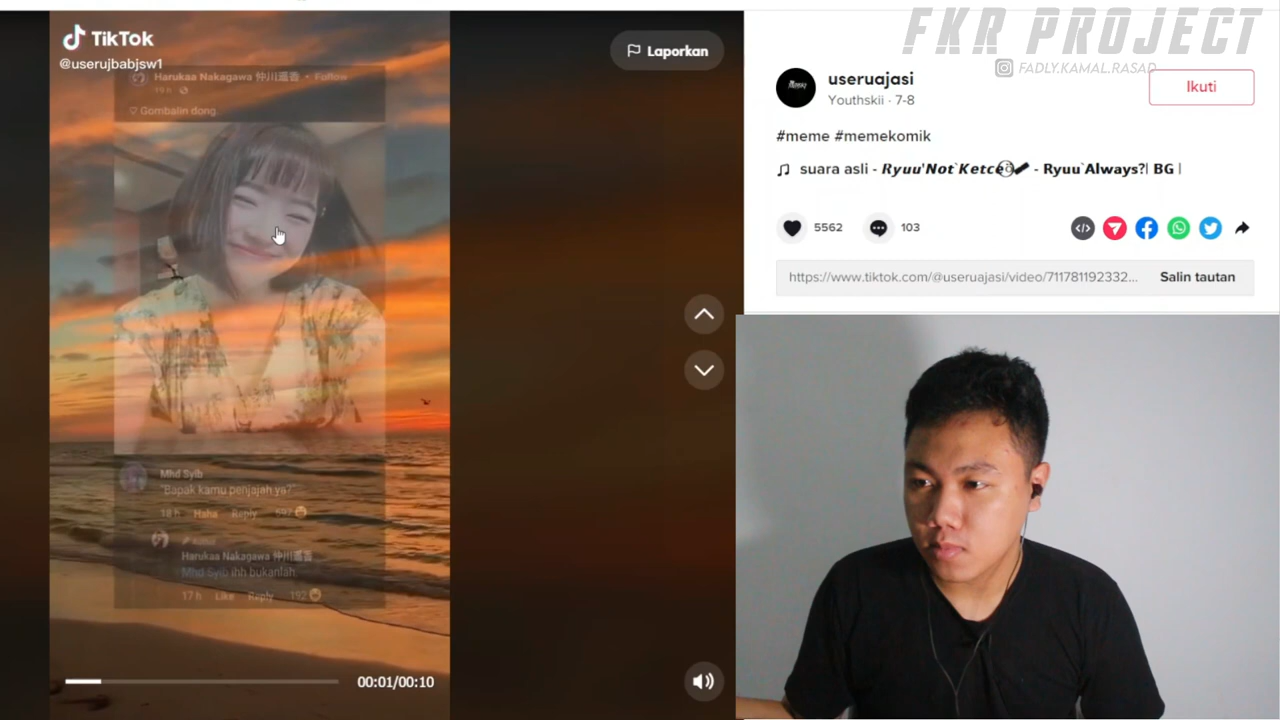 TikTok
@userujbabjsw1
Harukaa Nakagawa 仲川遥香 • Follow
19 h
♡ Gombalin dong
Mhd Syib
"Bapak kamu penjajah ya?"
18 h Haha Reply 592
Harukaa Nakagawa 仲川遥香
Mhd Syib ihh bukanlah
17 h Like Reply 192
00:01/00:10
Laporkan
FKR PROJECT
FADLY.KAMAL.RASAD
useruajasi
Youthskii · 7-8
Ikuti
#meme #memekomik
suara asli - Ryuu'Not`Ketce - Ryuu`Always?| BG |
5562
103
https://www.tiktok.com/@useruajasi/video/711781192332...
Salin tautan